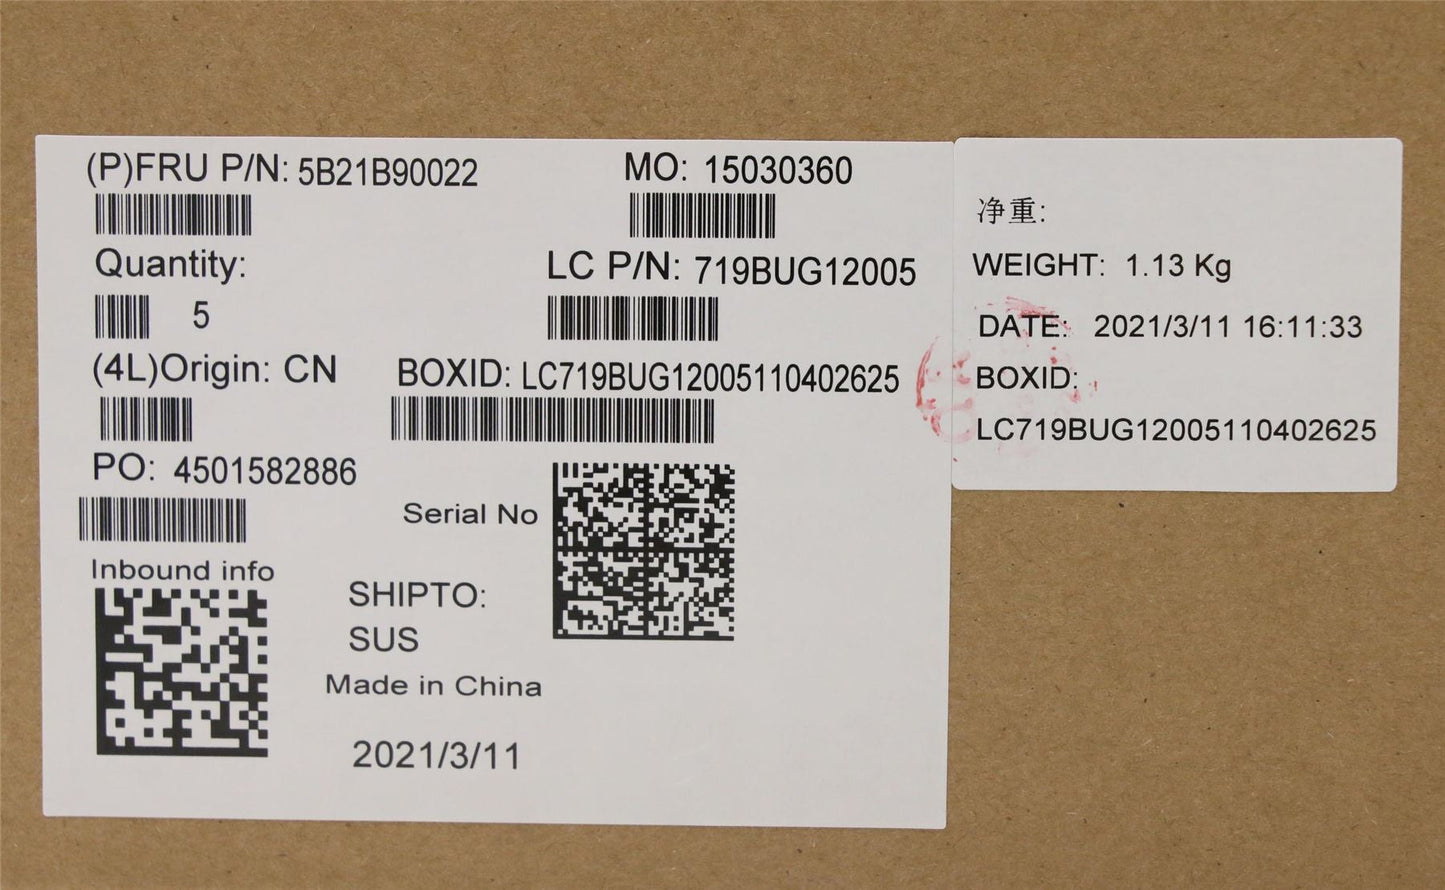 (P)FRU P/N: 5B21B90022
MO: 15030360
Quantity:
5
LC P/N: 719BUG12005
(4L)Origin: CN
BOXID: LC719BUG12005110402625
PO: 4501582886
Serial No
Inbound info
SHIPTO:
SUS
Made in China
2021/3/11
净重:
WEIGHT: 1.13 Kg
DATE: 2021/3/11 16:11:33
BOXID:
LC719BUG12005110402625